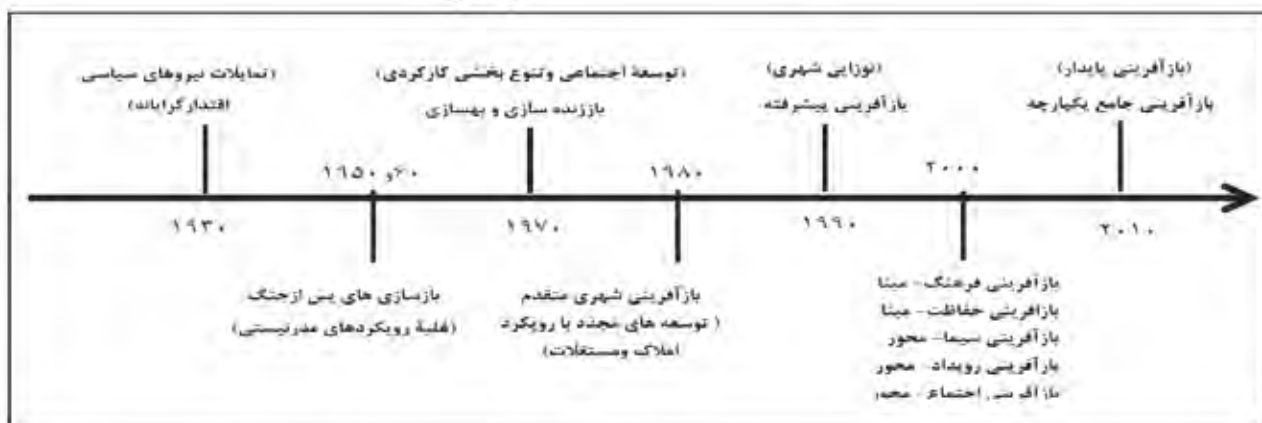 (تمایلات نیروهای سیاسی
اقتدارگرایانه)
۱۹۳۰
۱۹۵۰ و ۶۰
بازسازی های پس ازجنگ
(غلبهٔ رویکردهای مدرنیستی)
(توسعهٔ اجتماعی وتنوع بخشی کارکردی)
باززنده سازی و بهسازی
۱۹۷۰
۱۹۸۰
بازآفرینی شهری متقدم
( توسعه های مجدد با رویکرد
املاک ومستغلات)
(نوزایی شهری)
بازآفرینی پیشرفته
۱۹۹۰
۲۰۰۰
بازآفرینی فرهنگ- مبنا
بازافرینی حفاظت- مبنا
بازآفرینی سیما- محور
بازآفرینی رویداد- محور
بازآفرینی اجتماع- محور
(بازآفرینی پایدار)
بازآفرینی جامع یکپارچه
۲۰۱۰